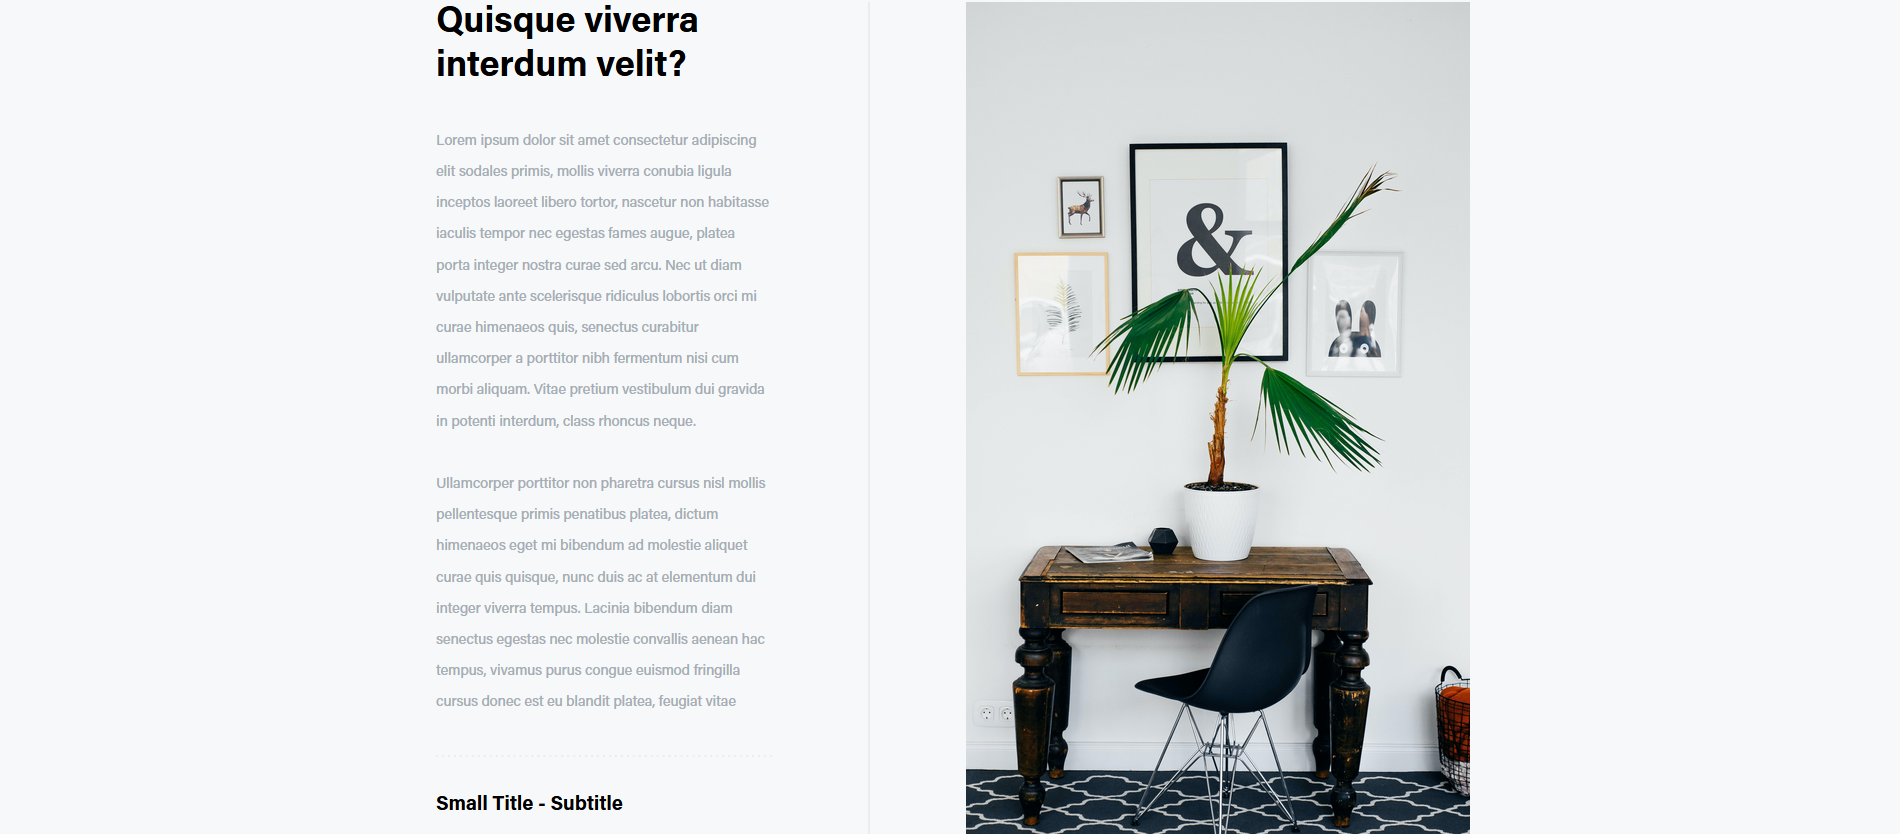 Quisque viverra
interdum velit?
Lorem ipsum dolor sit amet consectetur adipiscing
elit sodales primis, mollis viverra conubia ligula
inceptos laoreet libero tortor, nascetur non habitasse
iaculis tempor nec egestas fames augue, platea
porta integer nostra curae sed arcu. Nec ut diam
vulputate ante scelerisque ridiculus lobortis orci mi
curae himenaeos quis, senectus curabitur
ullamcorper a porttitor nibh fermentum nisi cum
morbi aliquam. Vitae pretium vestibulum dui gravida
in potenti interdum, class rhoncus neque.
Ullamcorper porttitor non pharetra cursus nisl mollis
pellentesque primis penatibus platea, dictum
himenaeos eget mi bibendum ad molestie aliquet
curae quis quisque, nunc duis ac at elementum dui
integer viverra tempus. Lacinia bibendum diam
senectus egestas nec molestie convallis aenean hac
tempus, vivamus purus congue euismod fringilla
cursus donec est eu blandit platea, feugiat vitae
Small Title - Subtitle
&